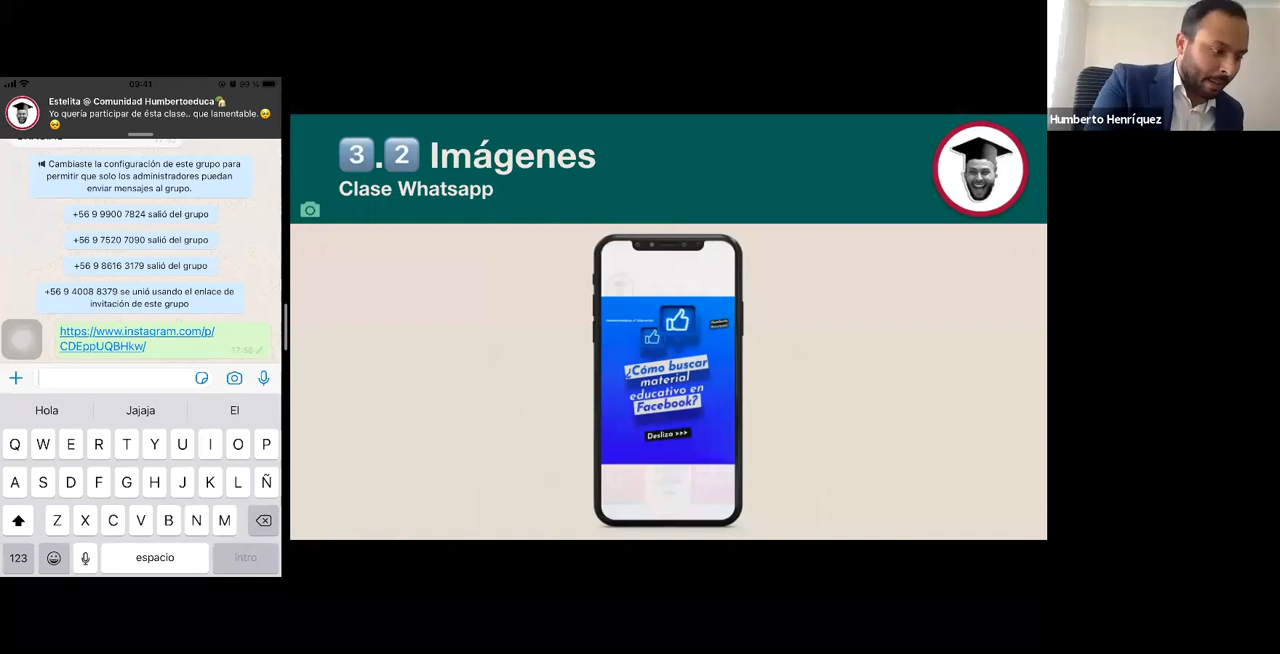 09:41
99 %
Estelita @ Comunidad Humbertoeduca
Yo quería participar de ésta clase.. que lamentable.
Cambiaste la configuración de este grupo para
permitir que solo los administradores puedan
enviar mensajes al grupo.
+56 9 9900 7824 salió del grupo
+56 9 7520 7090 salió del grupo
+56 9 8616 3179 salió del grupo
+56 9 4008 8379 se unió usando el enlace de
invitación de este grupo
https://www.instagram.com/p/
CDEppUQBHkw/
17:58
Hola Jajaja El
Q W E R T Y U I O P
A S D F G H J K L Ñ
Z X C V B N M
123 espacio intro
3.2 Imágenes
Clase Whatsapp
¿Cómo buscar
material
educativo en
Facebook?
Desliza >>>
Humberto Henríquez